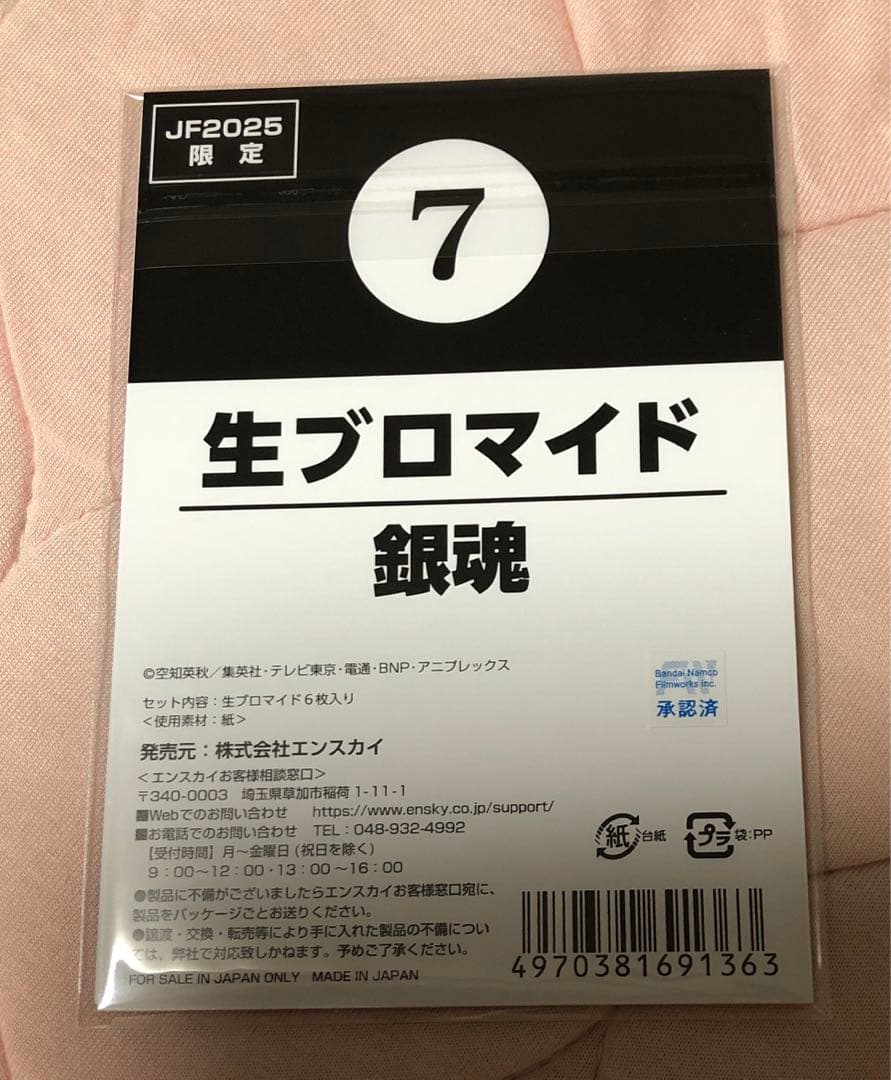 JF2025
限 定
7
生ブロマイド
銀魂
©空知英秋／集英社・テレビ東京・電通・BNP・アニプレックス
セット内容：生ブロマイド6枚入り
＜使用素材：紙＞
Bandai Namco
Filmworks Inc.
承認済
発売元：株式会社エンスカイ
＜エンスカイお客様相談窓口＞
〒340-0003 埼玉県草加市稲荷1-11-1
■Webでのお問い合わせ https://www.ensky.co.jp/support/
■お電話でのお問い合わせ TEL：048-932-4992
【受付時間】月〜金曜日(祝日を除く)
9：00〜12：00・13：00〜16：00
紙 台紙 プラ 袋:PP
●製品に不備がございましたらエンスカイお客様窓口宛に、
製品をパッケージごとお送りください。
●譲渡・交換・転売等により手に入れた製品の不備につい
ては、弊社で対応致しかねます。予めご了承ください。
FOR SALE IN JAPAN ONLY MADE IN JAPAN
4970381691363